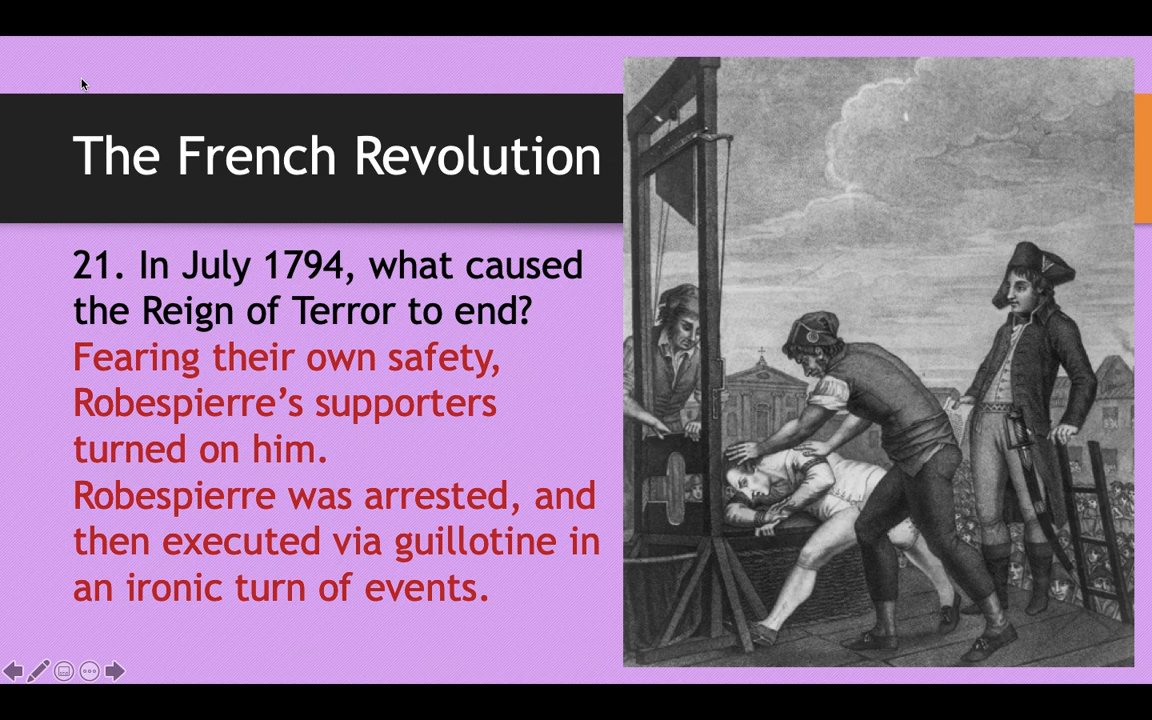 The French Revolution
21. In July 1794, what caused
the Reign of Terror to end?
Fearing their own safety,
Robespierre’s supporters
turned on him.
Robespierre was arrested, and
then executed via guillotine in
an ironic turn of events.